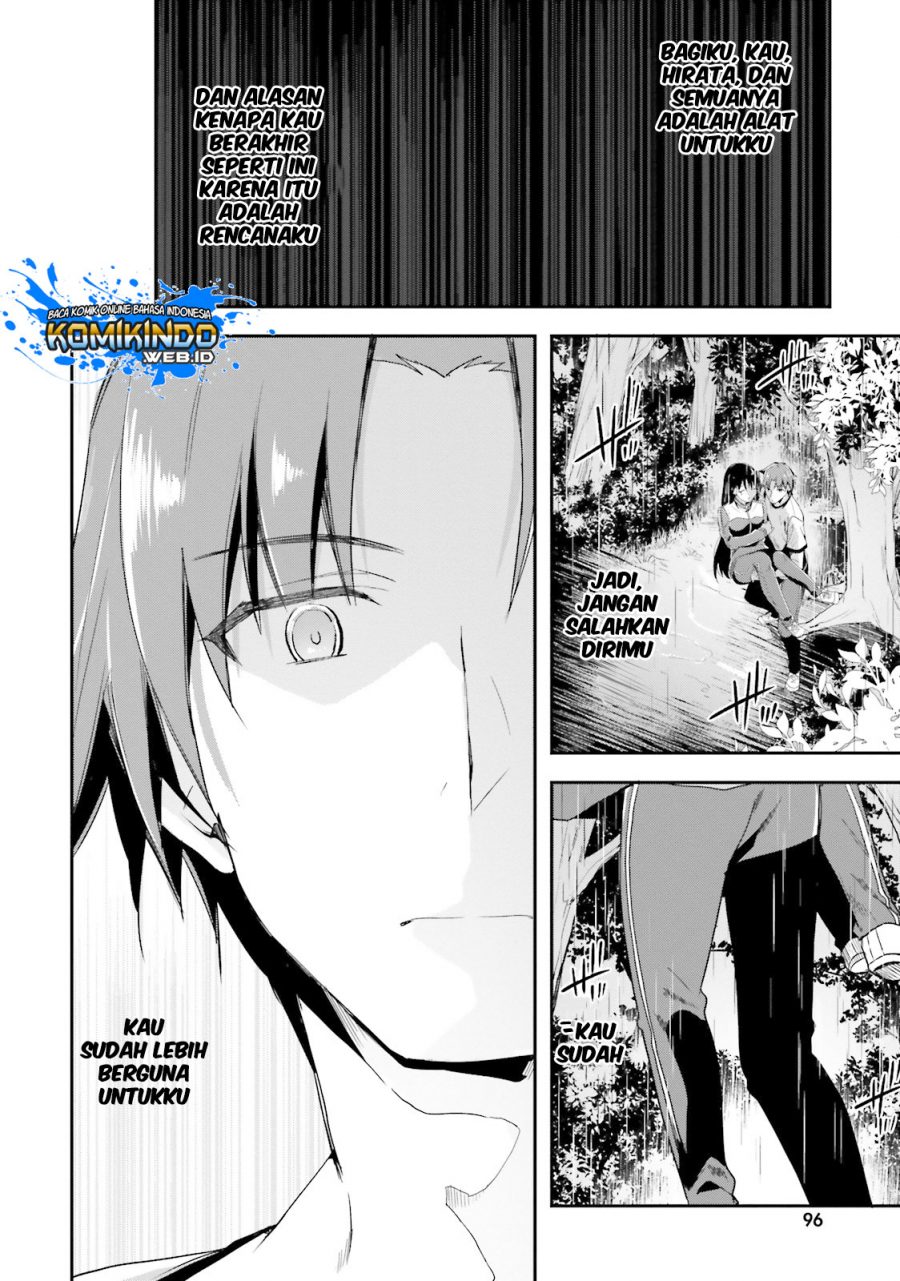 BAGIKU, KAU,
HIRATA, DAN
SEMUANYA
ADALAH ALAT
UNTUKKU
DAN ALASAN
KENAPA KAU
BERAKHIR
SEPERTI INI
KARENA ITU
ADALAH
RENCANAKU
BACA KOMIK ONLINE BAHASA INDONESIA
KOMIKINDO
WEB.ID
JADI,
JANGAN
SALAHKAN
DIRIMU
KAU
SUDAH
KAU
SUDAH LEBIH
BERGUNA
UNTUKKU
96